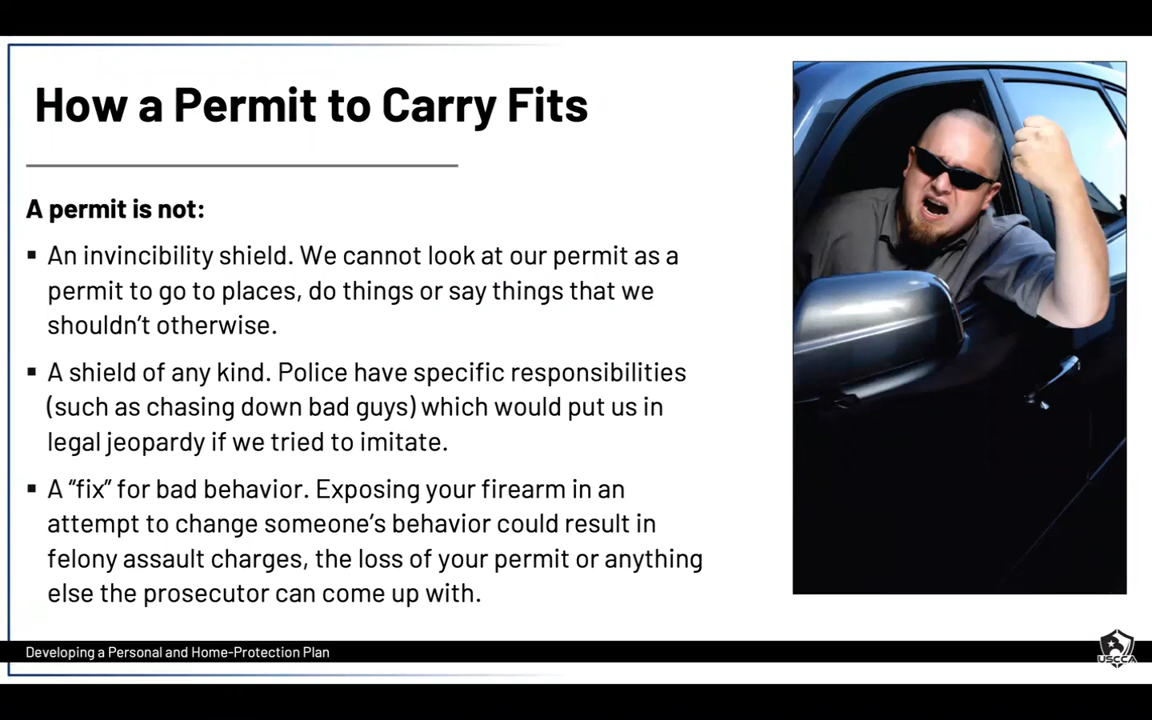 How a Permit to Carry Fits
A permit is not:
▪ An invincibility shield. We cannot look at our permit as a
permit to go to places, do things or say things that we
shouldn’t otherwise.
▪ A shield of any kind. Police have specific responsibilities
(such as chasing down bad guys) which would put us in
legal jeopardy if we tried to imitate.
▪ A “fix” for bad behavior. Exposing your firearm in an
attempt to change someone’s behavior could result in
felony assault charges, the loss of your permit or anything
else the prosecutor can come up with.
Developing a Personal and Home-Protection Plan
USCCA